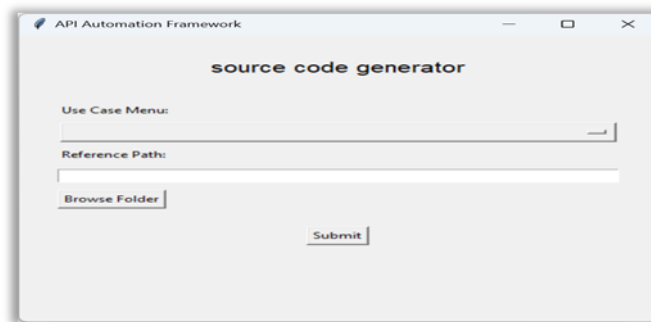 API Automation Framework
source code generator
Use Case Menu:
Reference Path:
Browse Folder
Submit